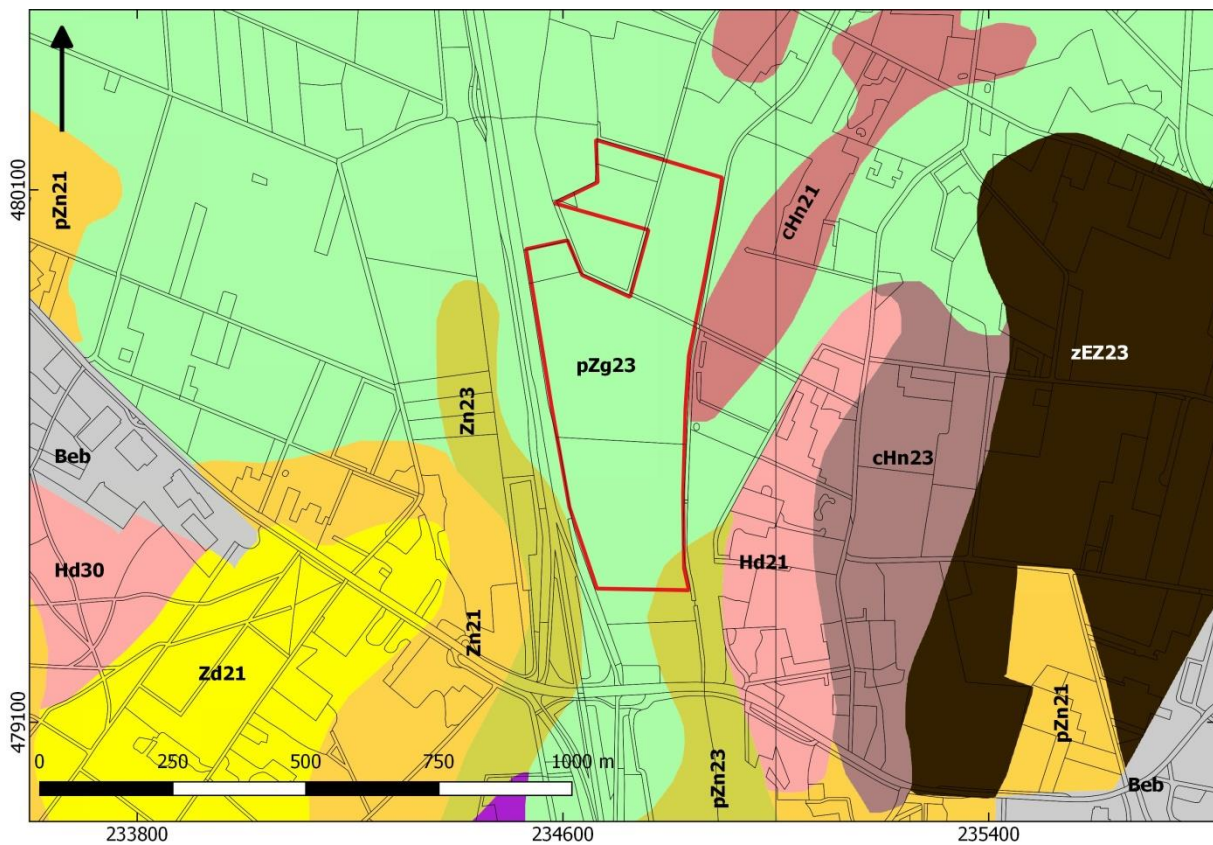 480100
479100
pZn21
cHn21
zEZ23
pZg23
Zn23
Beb
cHn23
Hd30
Hd21
Zn21
Zd21
pZn21
pZn23
Beb
0 250 500 750 1000 m
233800 234600 235400